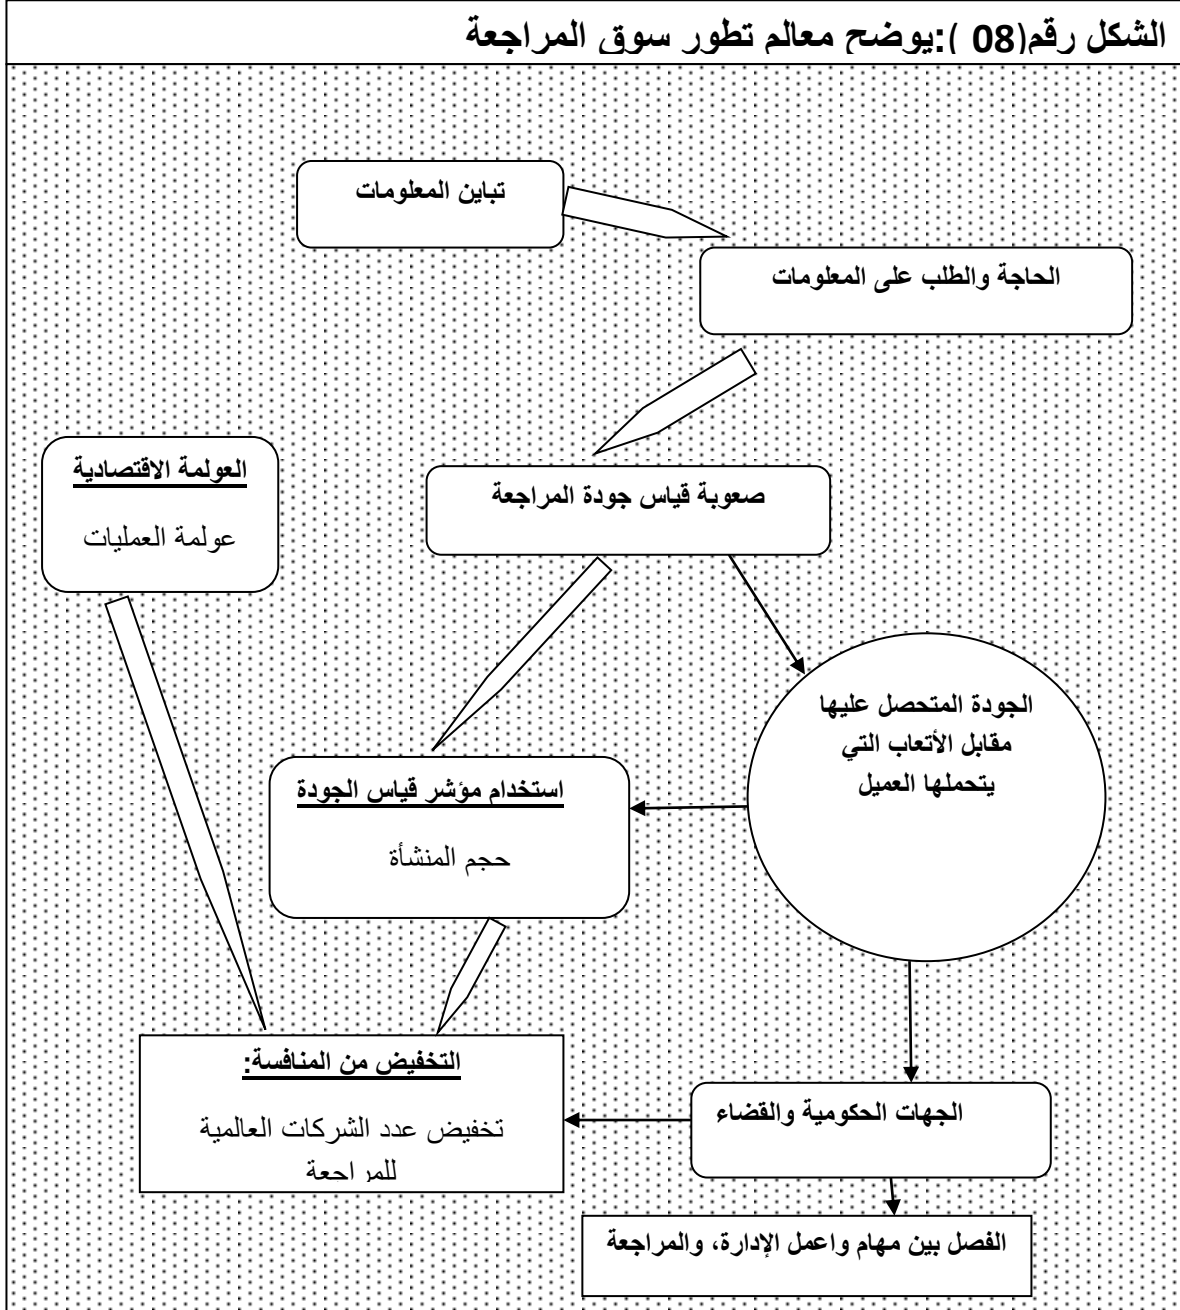 الشكل رقم(08 ):يوضح معالم تطور سوق المراجعة
تباين المعلومات
الحاجة والطلب على المعلومات
العولمة الاقتصادية
عولمة العمليات
صعوبة قياس جودة المراجعة
الجودة المتحصل عليها
مقابل الأتعاب التي
يتحملها العميل
استخدام مؤشر قياس الجودة
حجم المنشأة
التخفيض من المنافسة:
تخفيض عدد الشركات العالمية
للمراجعة
الجهات الحكومية والقضاء
الفصل بين مهام واعمل الإدارة، والمراجعة